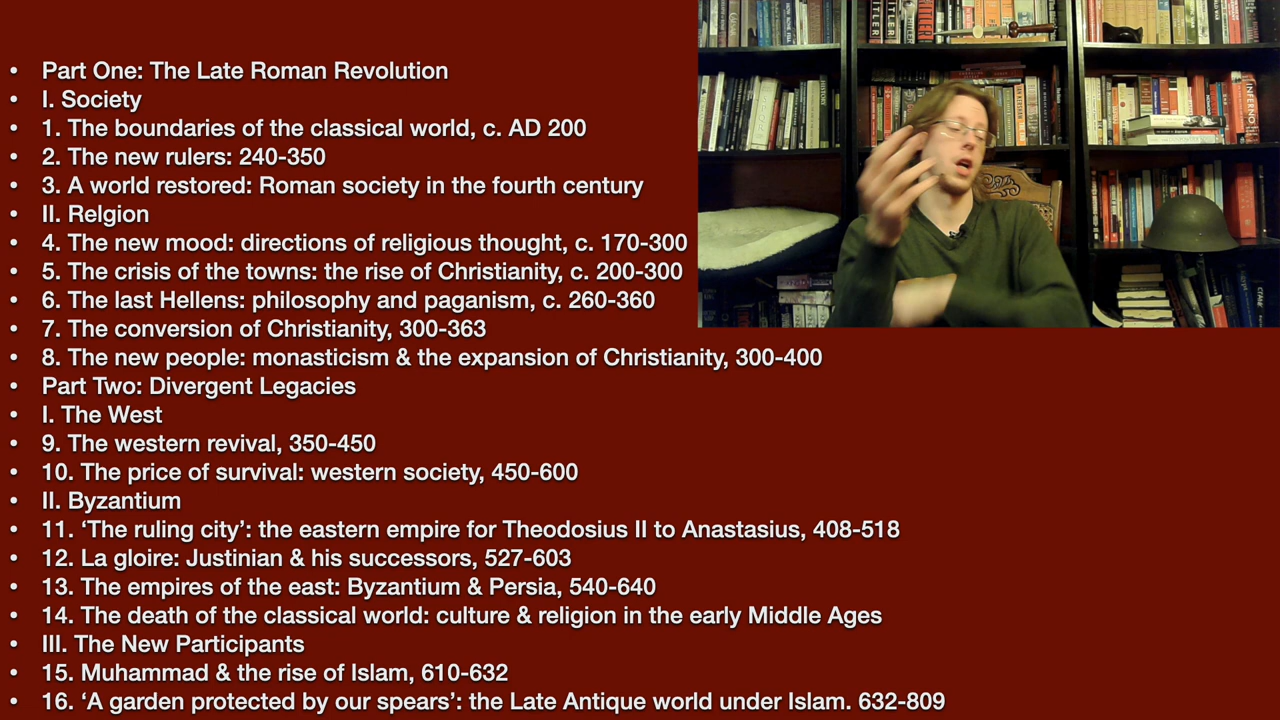 • Part One: The Late Roman Revolution
• I. Society
• 1. The boundaries of the classical world, c. AD 200
• 2. The new rulers: 240-350
• 3. A world restored: Roman society in the fourth century
• II. Relgion
• 4. The new mood: directions of religious thought, c. 170-300
• 5. The crisis of the towns: the rise of Christianity, c. 200-300
• 6. The last Hellens: philosophy and paganism, c. 260-360
• 7. The conversion of Christianity, 300-363
• 8. The new people: monasticism & the expansion of Christianity, 300-400
• Part Two: Divergent Legacies
• I. The West
• 9. The western revival, 350-450
• 10. The price of survival: western society, 450-600
• II. Byzantium
• 11. ‘The ruling city’: the eastern empire for Theodosius II to Anastasius, 408-518
• 12. La gloire: Justinian & his successors, 527-603
• 13. The empires of the east: Byzantium & Persia, 540-640
• 14. The death of the classical world: culture & religion in the early Middle Ages
• III. The New Participants
• 15. Muhammad & the rise of Islam, 610-632
• 16. ‘A garden protected by our spears’: the Late Antique world under Islam. 632-809
HITLER
INFERNO